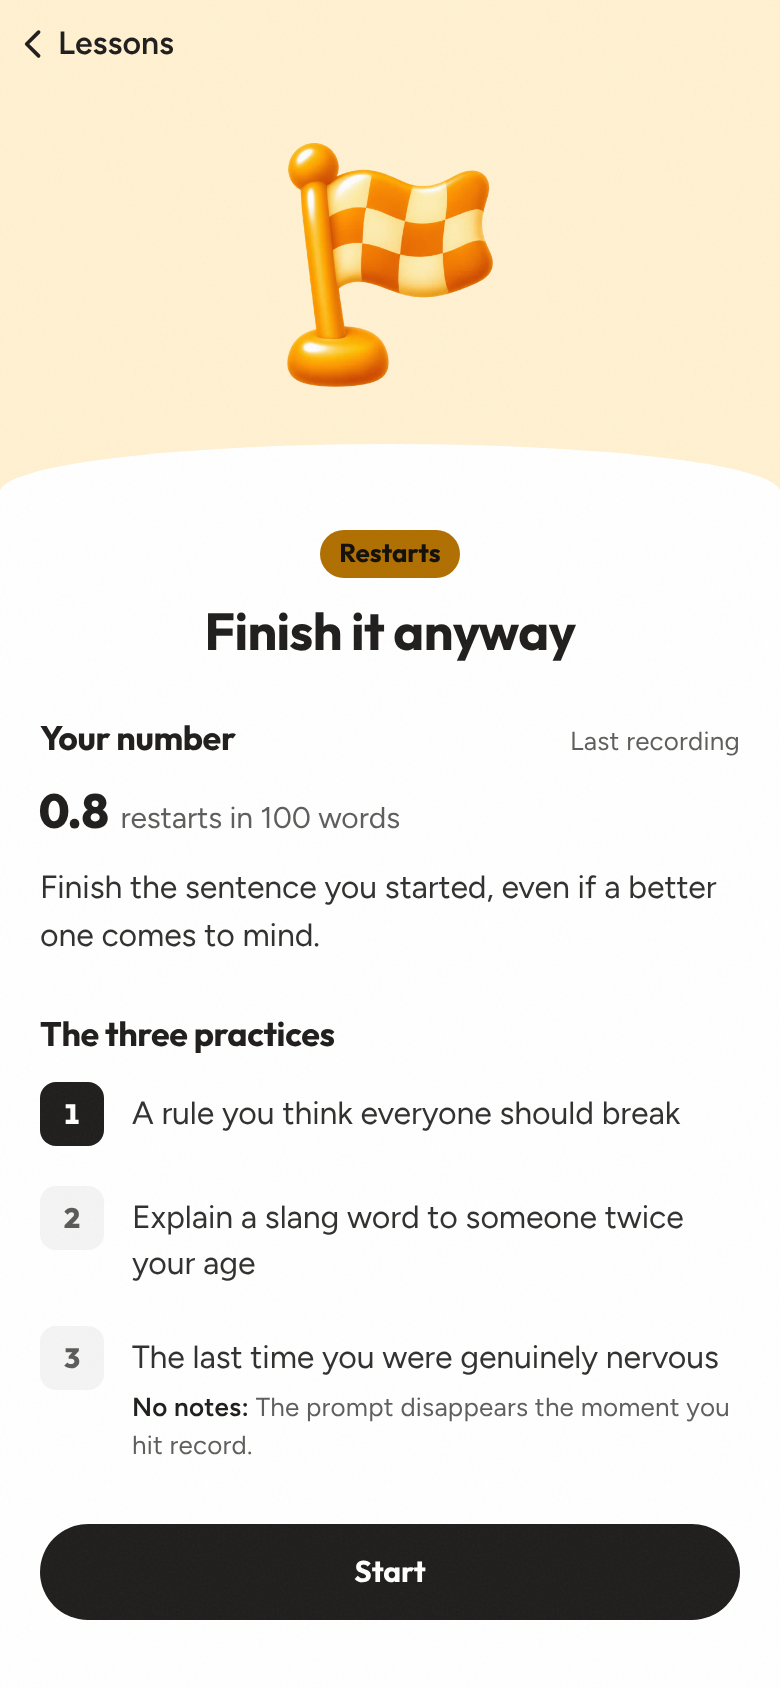 Lessons
Restarts
Finish it anyway
Your number
Last recording
0.8 restarts in 100 words
Finish the sentence you started, even if a better
one comes to mind.
The three practices
1 A rule you think everyone should break
2 Explain a slang word to someone twice
your age
3 The last time you were genuinely nervous
No notes: The prompt disappears the moment you
hit record.
Start